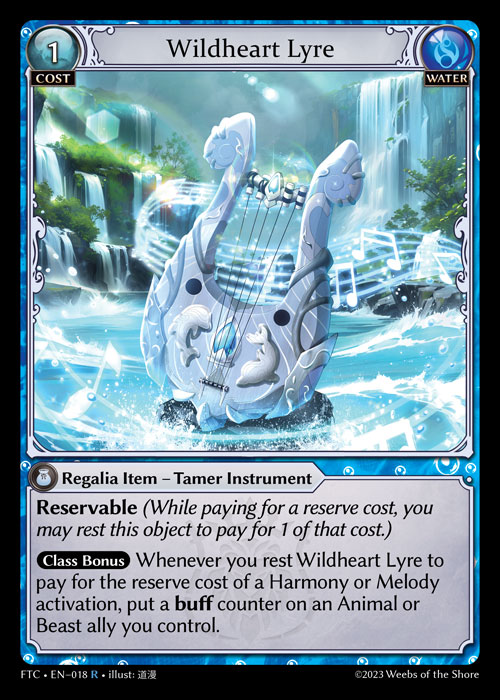 1
Wildheart Lyre
COST
WATER
Regalia Item – Tamer Instrument
Reservable (While paying for a reserve cost, you
may rest this object to pay for 1 of that cost.)
Class Bonus Whenever you rest Wildheart Lyre to
pay for the reserve cost of a Harmony or Melody
activation, put a buff counter on an Animal or
Beast ally you control.
FTC • EN–018 R • illust: 道漫
©2023 Weebs of the Shore